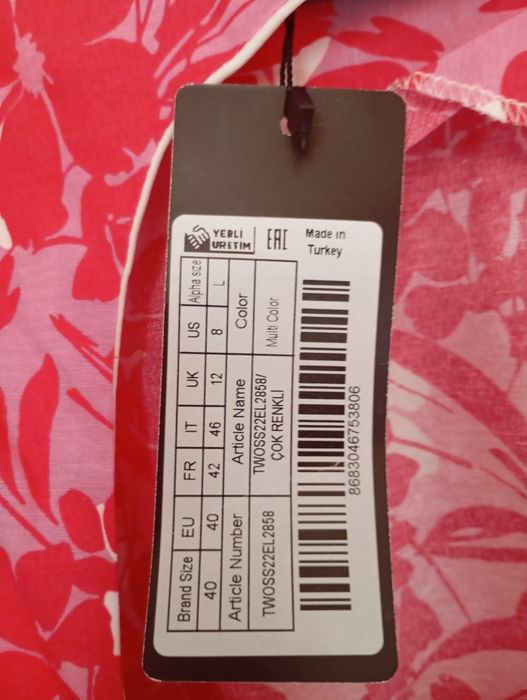 YERLİ
ÜRETİM
EAC
Made in
Turkey
Brand Size EU FR IT UK US Alpha size
40 40 42 46 12 8 L
Article Number Article Name Color
TWOSS22EL2858 TWOSS22EL2858/ Multi Color
ÇOK RENKLİ
8683046753806